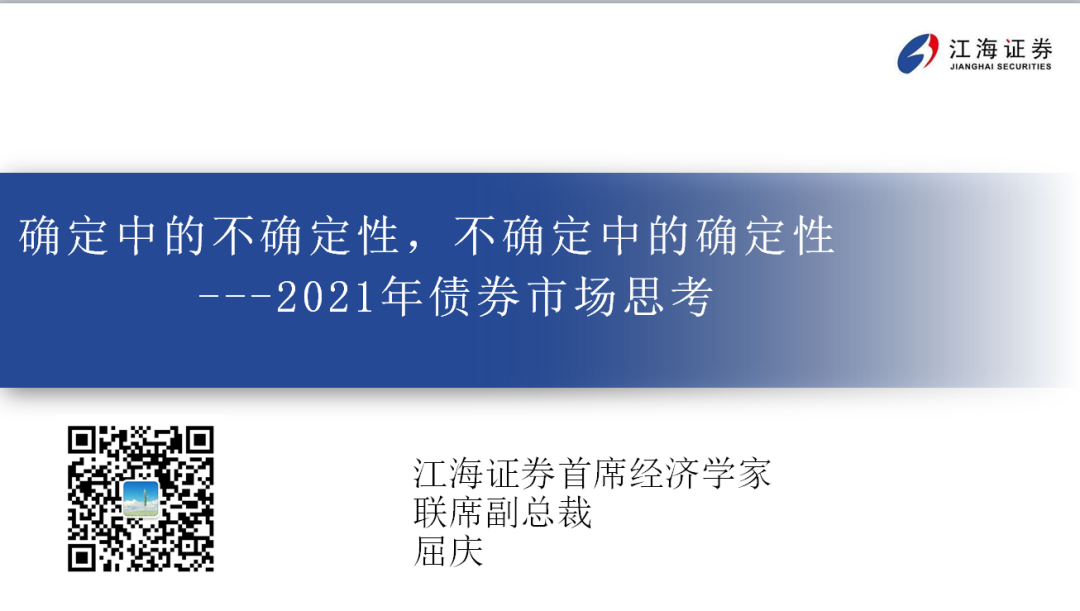 江海证券
JIANGHAI SECURITIES
确定中的不确定性，不确定中的确定性
---2021年债券市场思考
江海证券首席经济学家
联席副总裁
屈庆